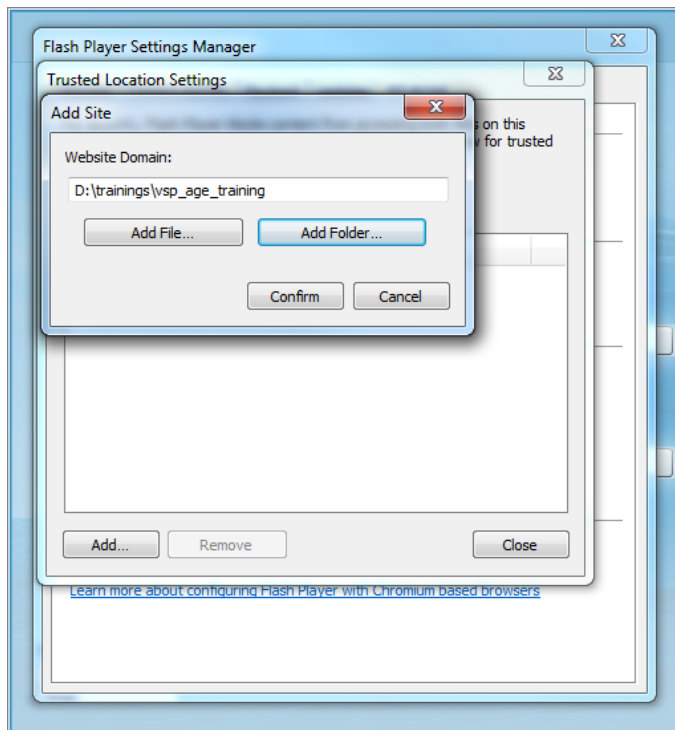 Flash Player Settings Manager
Trusted Location Settings
Add Site
on this
for trusted
Website Domain:
D:\trainings\vsp_age_training
Add File...
Add Folder...
Confirm
Cancel
Add...
Remove
Close
Learn more about configuring Flash Player with Chromium based browsers